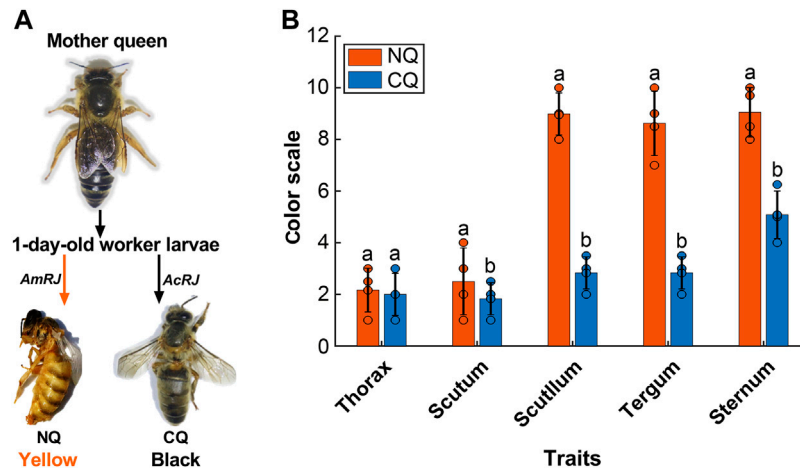 A
Mother queen
1-day-old worker larvae
AmRJ
AcRJ
NQ
CQ
Yellow
Black
B
NQ
CQ
Color scale
12
10
8
6
4
2
0
a
a
a
b
a
b
a
b
a
b
Thorax
Scutum
Scutllum
Tergum
Sternum
Traits